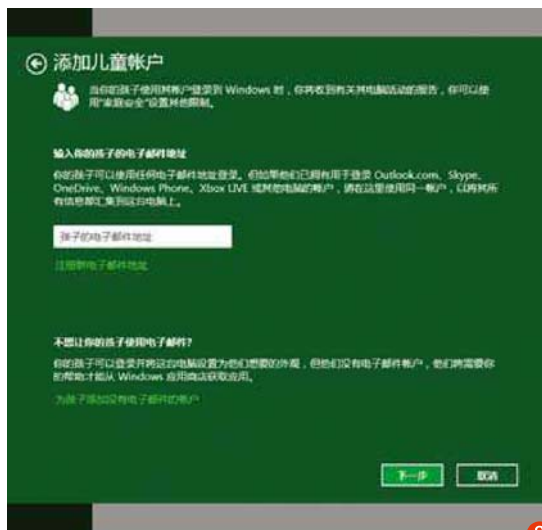 添加儿童帐户
当你的孩子使用其帐户登录到 Windows 时，你将收到有关其电脑活动的报告，你可以使
用“家庭安全”设置其他限制。
输入你的孩子的电子邮件地址
你的孩子可以使用任何电子邮件地址登录。但如果他们已拥有用于登录 Outlook.com、Skype、
OneDrive、Windows Phone、Xbox LIVE 或其他电脑的帐户，请在这里使用同一帐户，以将其所
有信息都汇集到这台电脑上。
孩子的电子邮件地址
注册新电子邮件地址
不想让你的孩子使用电子邮件?
你的孩子可以登录并将这台电脑设置为他们想要的外观，但他们没有电子邮件帐户，他们将需要你
的帮助才能从 Windows 应用商店获取应用。
为孩子添加没有电子邮件的帐户
下一步
取消